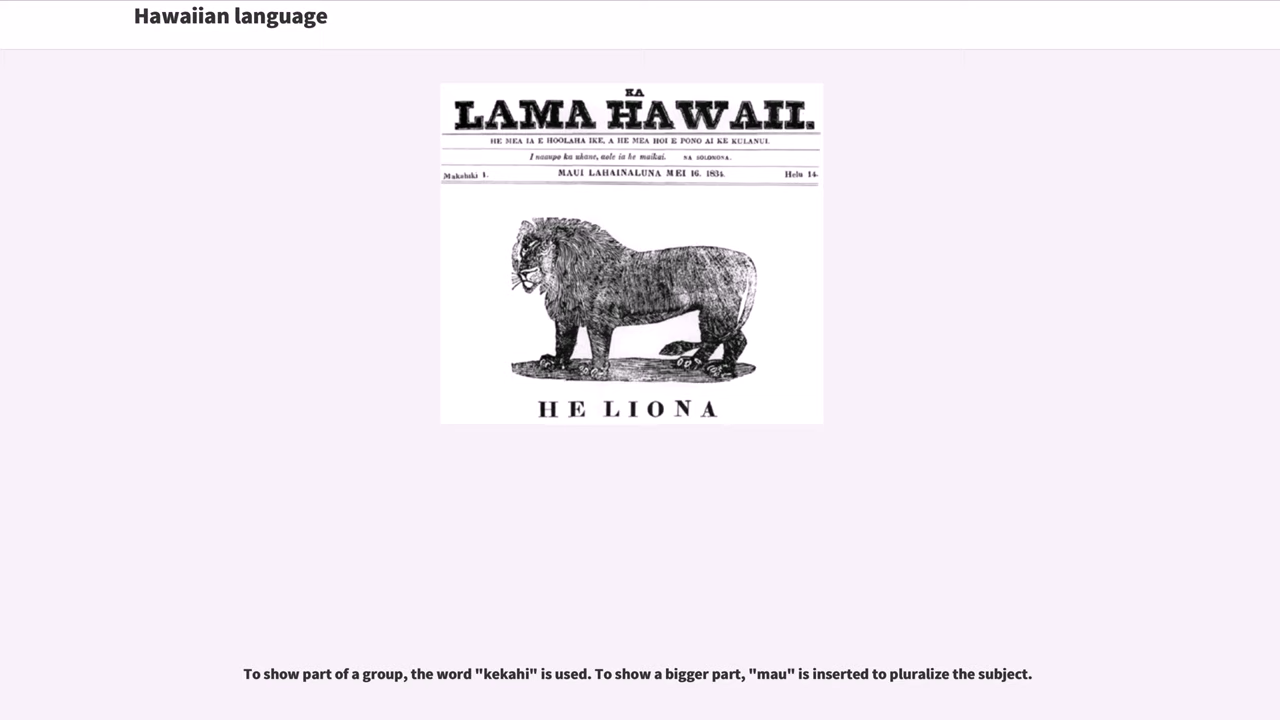 Hawaiian language
KA
LAMA HAWAII.
HE MEA IA E HOOLAHA IKE, A HE MEA HOI E PONO AI KE KULANUI.
I naaupo ka uhane, aole ia he maikai. NA SOLOMONA.
Makahiki 1. MAUI LAHAINALUNA MEI 16. 1834. Helu 14.
HE LIONA
To show part of a group, the word "kekahi" is used. To show a bigger part, "mau" is inserted to pluralize the subject.